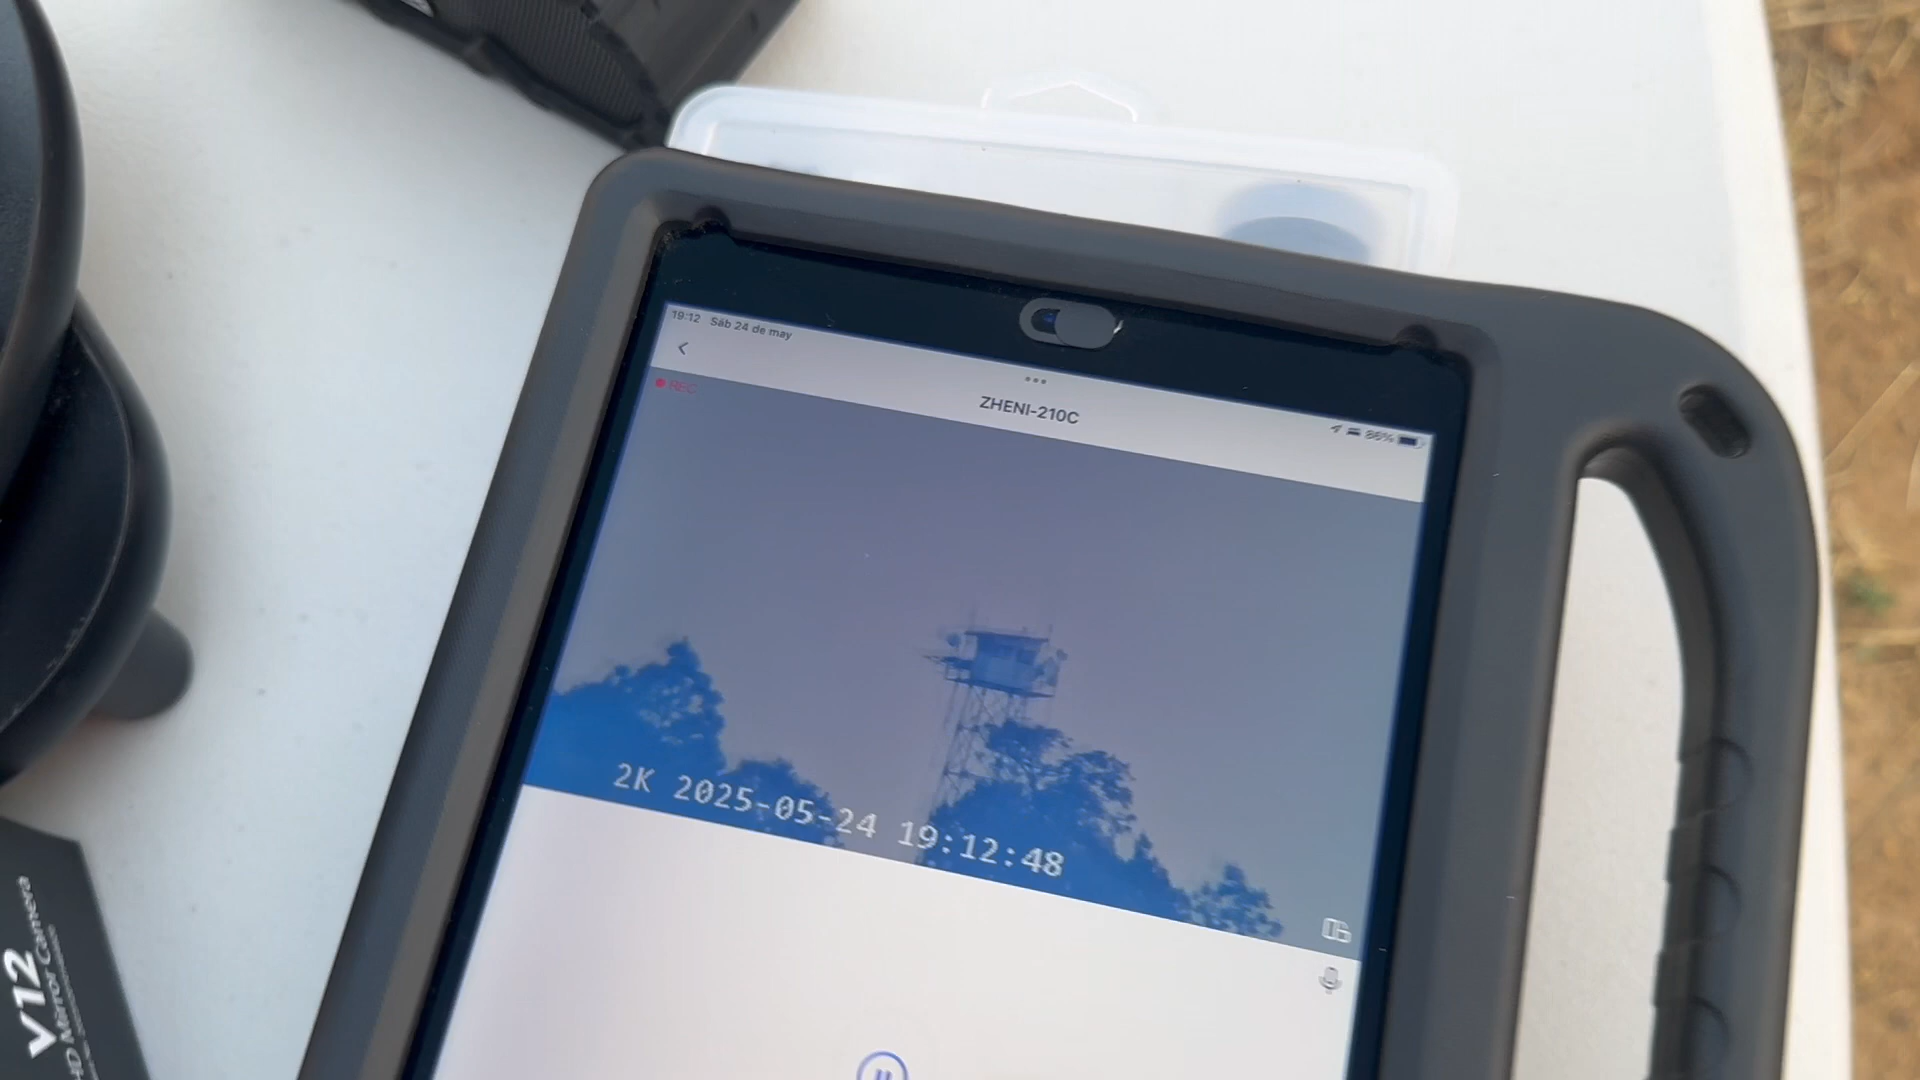 19:12 Sáb 24 de may
86%
ZHENI-210C
REC
2K 2025-05-24 19:12:48
V12
HD Mirror Camera